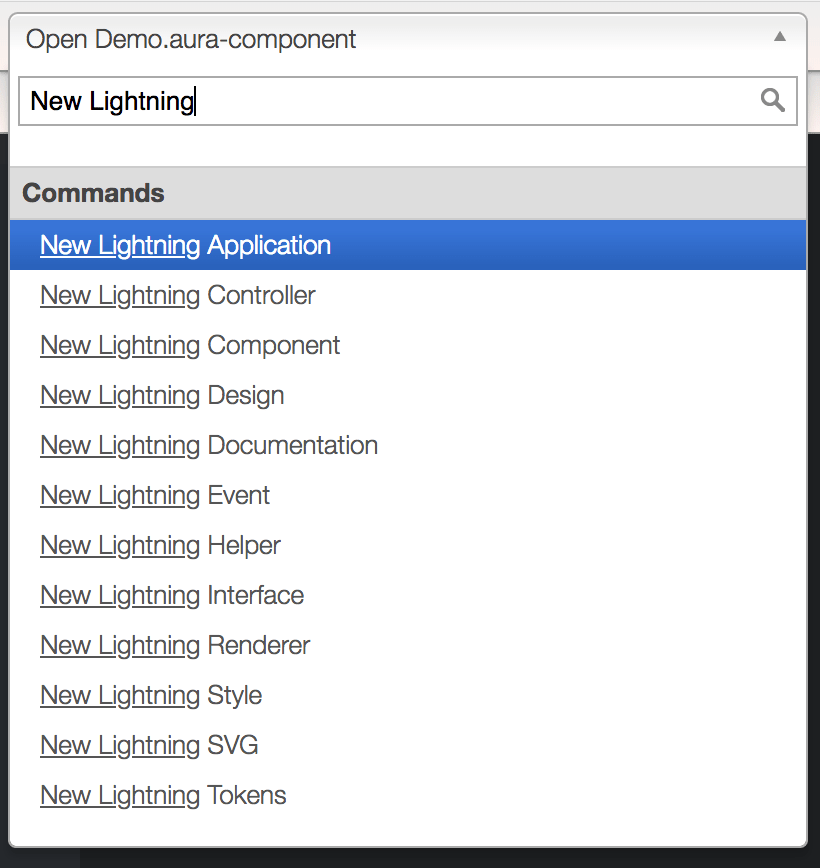 Open Demo.aura-component
New Lightning
Commands
New Lightning Application
New Lightning Controller
New Lightning Component
New Lightning Design
New Lightning Documentation
New Lightning Event
New Lightning Helper
New Lightning Interface
New Lightning Renderer
New Lightning Style
New Lightning SVG
New Lightning Tokens